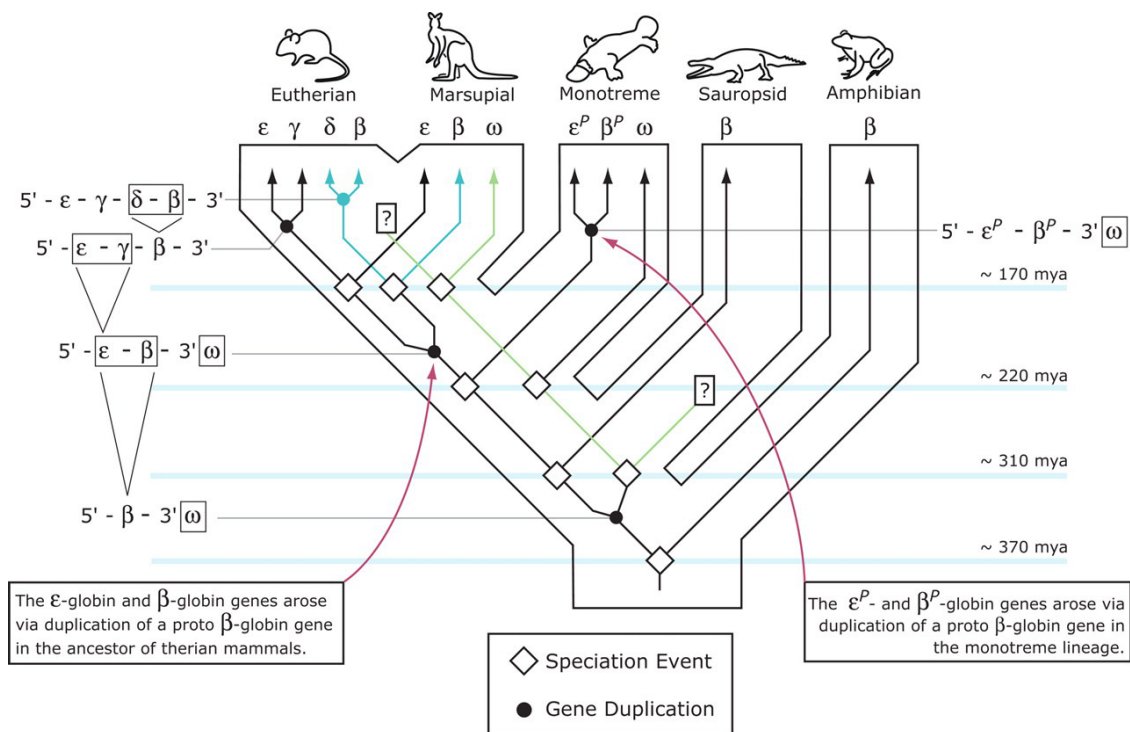 Eutherian Marsupial Monotreme Sauropsid Amphibian
ε γ δ β ε β ω εᴾ βᴾ ω β β
5' - ε - γ - δ - β - 3'
?
5' - ε - γ - β - 3'
5' - εᴾ - βᴾ - 3' ω
~ 170 mya
5' - ε - β - 3' ω
~ 220 mya
?
~ 310 mya
5' - β - 3' ω
~ 370 mya
The ε-globin and β-globin genes arose
via duplication of a proto β-globin gene
in the ancestor of therian mammals.
The εᴾ- and βᴾ-globin genes arose via
duplication of a proto β-globin gene in
the monotreme lineage.
Speciation Event
Gene Duplication